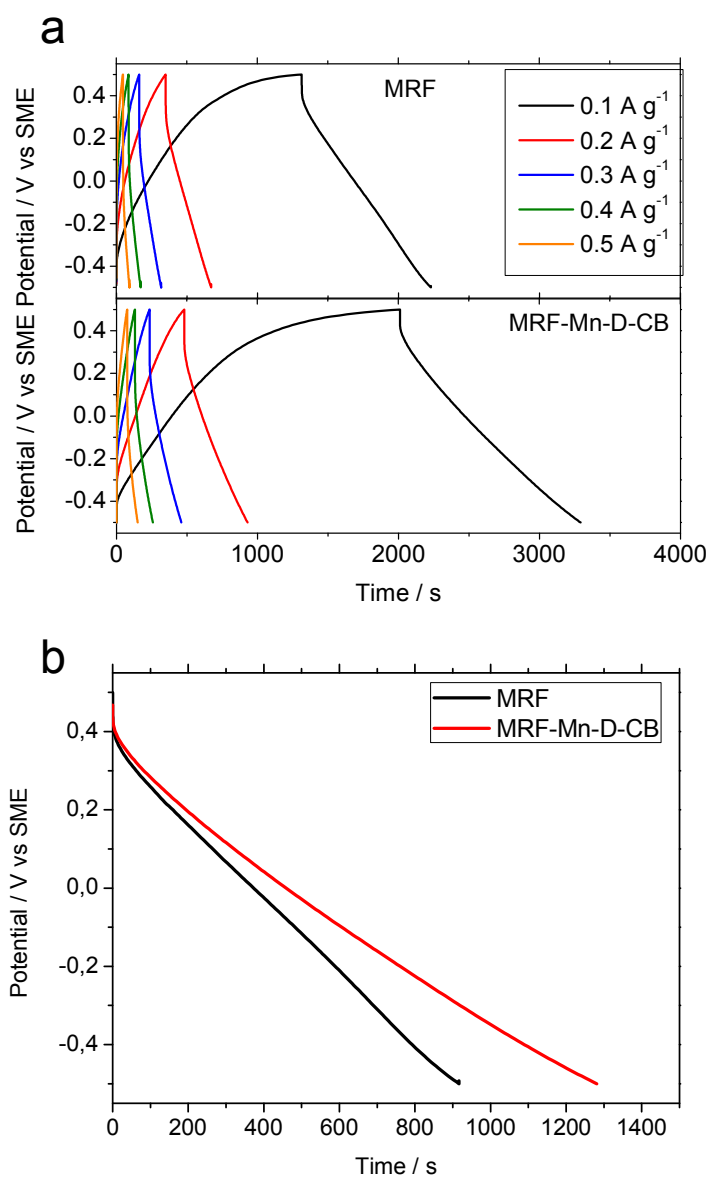 a
MRF
0.1 A g⁻¹
0.2 A g⁻¹
0.3 A g⁻¹
0.4 A g⁻¹
0.5 A g⁻¹
0.4
0.2
0.0
-0.2
-0.4
Potential / V vs SME
MRF-Mn-D-CB
0.4
0.2
0.0
-0.2
-0.4
Potential / V vs SME
0 1000 2000 3000 4000
Time / s
b
MRF
MRF-Mn-D-CB
0,4
0,2
0,0
-0,2
-0,4
Potential / V vs SME
0 200 400 600 800 1000 1200 1400
Time / s